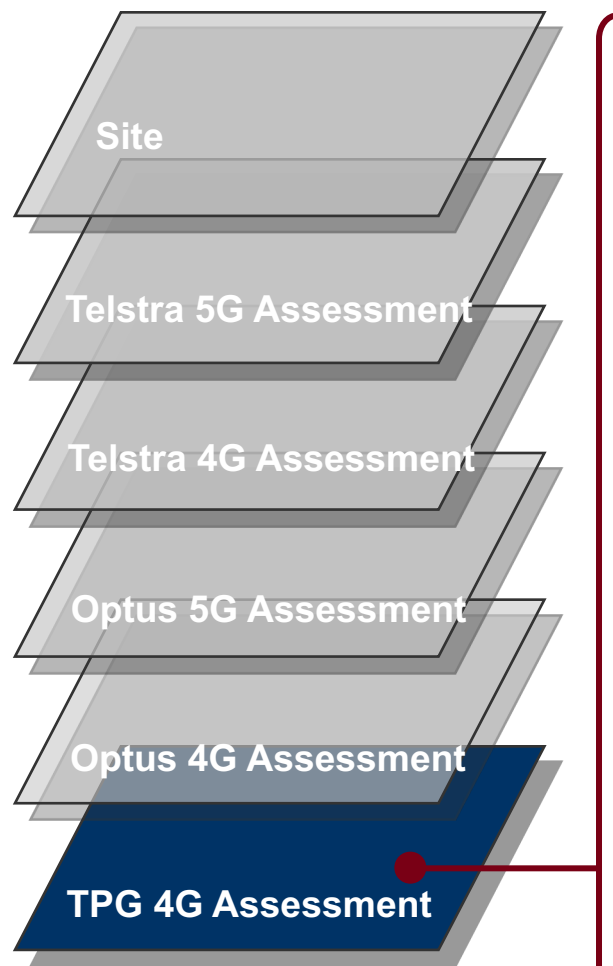 Site
Telstra 5G Assessment
Telstra 4G Assessment
Optus 5G Assessment
Optus 4G Assessment
TPG 4G Assessment